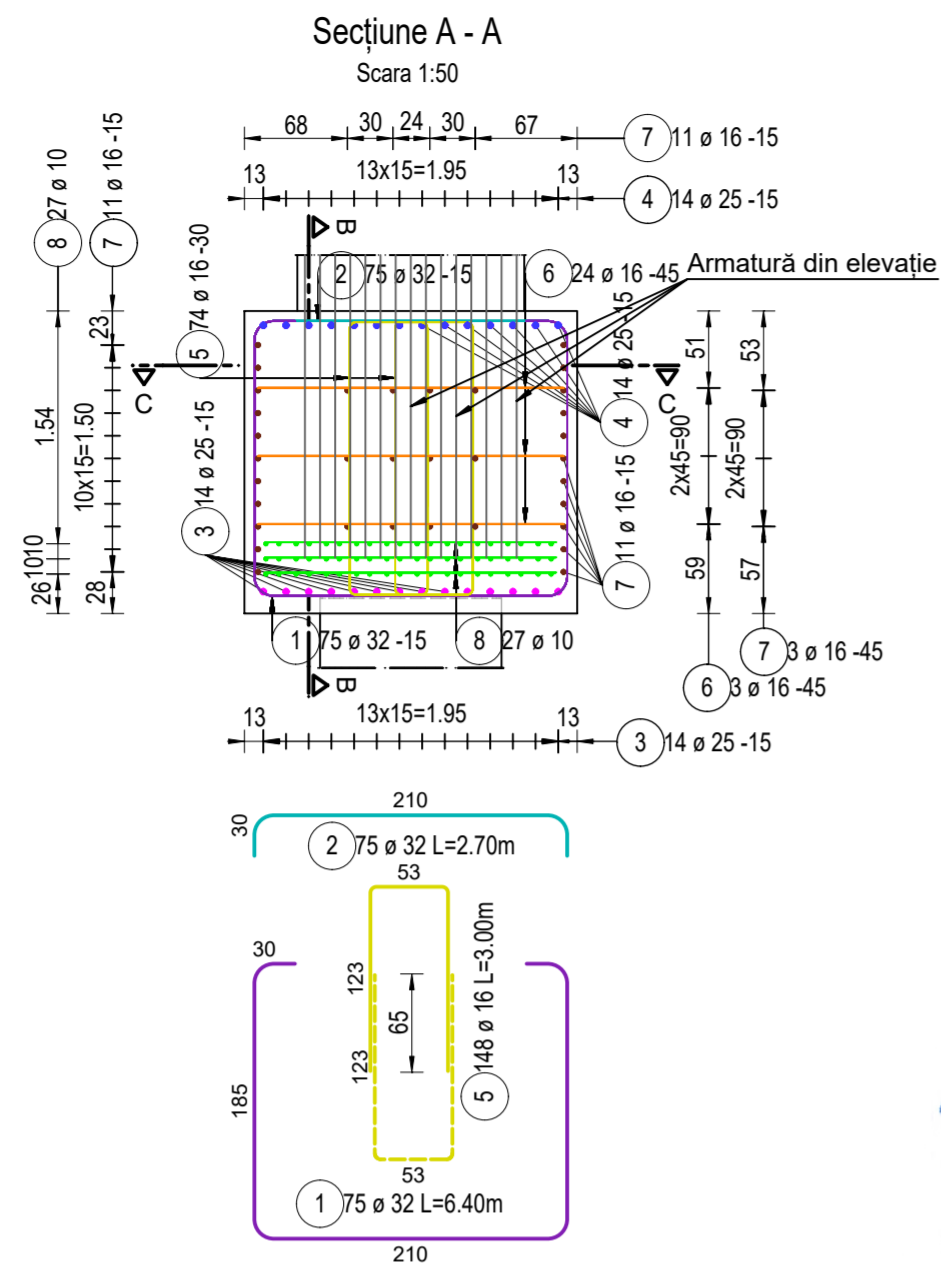 Secțiune A - A
Scara 1:50
68 30 24 30 67
7 11 ø 16 -15
13 13x15=1.95 13
4 14 ø 25 -15
8 27 ø 10
7 11 ø 16 -15
B
2 75 ø 32 -15
6 24 ø 16 -45
Armatură din elevație
5 74 ø 16 -30
4 14 ø 25 -15
C
C
23
10x15=1.50
28
1.54
10
10
26
3 14 ø 25 -15
7 11 ø 16 -15
51
2x45=90
59
53
2x45=90
57
1 75 ø 32 -15
8 27 ø 10
7 3 ø 16 -45
6 3 ø 16 -45
B
13 13x15=1.95 13
3 14 ø 25 -15
210
30
2 75 ø 32 L=2.70m
53
123
65
123
5 148 ø 16 L=3.00m
30
185
53
1 75 ø 32 L=6.40m
210